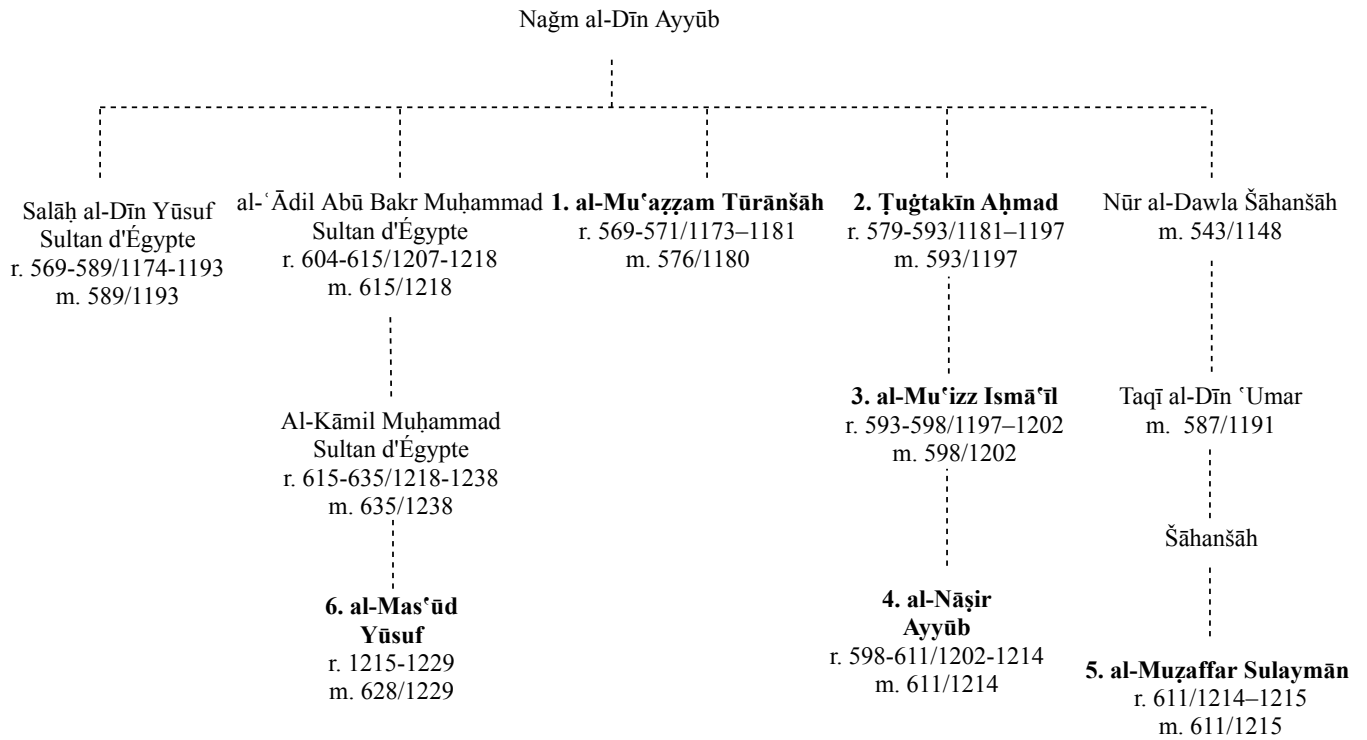 Nağm al-Dīn Ayyūb
Salāḥ al-Dīn Yūsuf
Sultan d'Égypte
r. 569-589/1174-1193
m. 589/1193
al-ʿĀdil Abū Bakr Muḥammad
Sultan d'Égypte
r. 604-615/1207-1218
m. 615/1218
1. al-Muʿaẓẓam Tūrānšāh
r. 569-571/1173–1181
m. 576/1180
2. Ṭuġtakīn Aḥmad
r. 579-593/1181–1197
m. 593/1197
Nūr al-Dawla Šāhanšāh
m. 543/1148
Al-Kāmil Muḥammad
Sultan d'Égypte
r. 615-635/1218-1238
m. 635/1238
3. al-Muʿizz Ismāʿīl
r. 593-598/1197–1202
m. 598/1202
Taqī al-Dīn ʿUmar
m. 587/1191
Šāhanšāh
6. al-Masʿūd
Yūsuf
r. 1215-1229
m. 628/1229
4. al-Nāṣir
Ayyūb
r. 598-611/1202-1214
m. 611/1214
5. al-Muẓaffar Sulaymān
r. 611/1214–1215
m. 611/1215